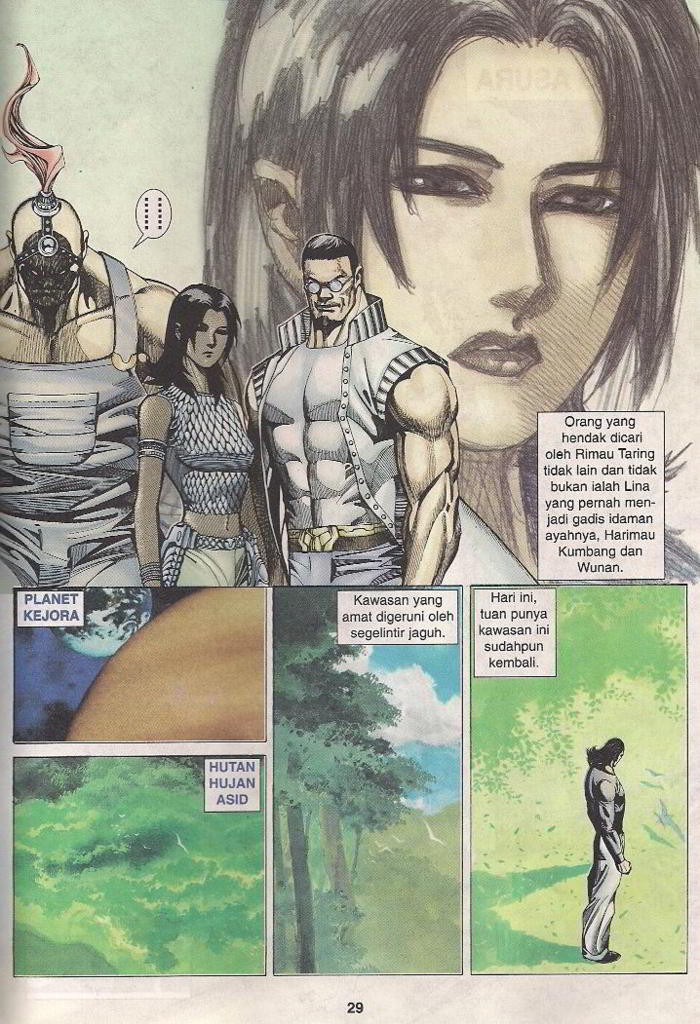 Orang yang
hendak dicari
oleh Rimau Taring
tidak lain dan tidak
bukan ialah Lina
yang pernah men-
jadi gadis idaman
ayahnya, Harimau
Kumbang dan
Wunan.
PLANET
KEJORA
HUTAN
HUJAN
ASID
Kawasan yang
amat digeruni oleh
segelintir jaguh.
Hari ini,
tuan punya
kawasan ini
sudahpun
kembali.
29